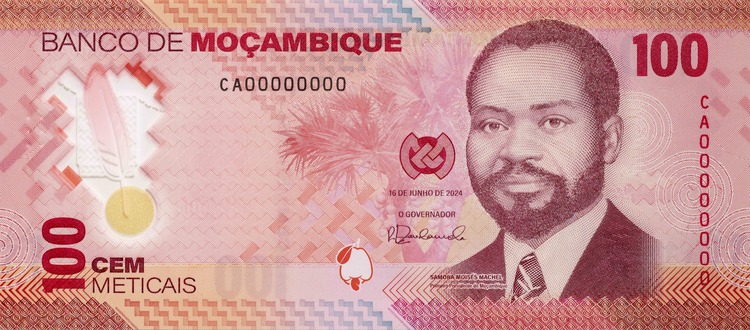 BANCO DE MOÇAMBIQUE
100
CA00000000
CA00000000
16 DE JUNHO DE 2024
O GOVERNADOR
100
CEM
METICAIS
SAMORA MOISÉS MACHEL
Primeiro Presidente de Moçambique